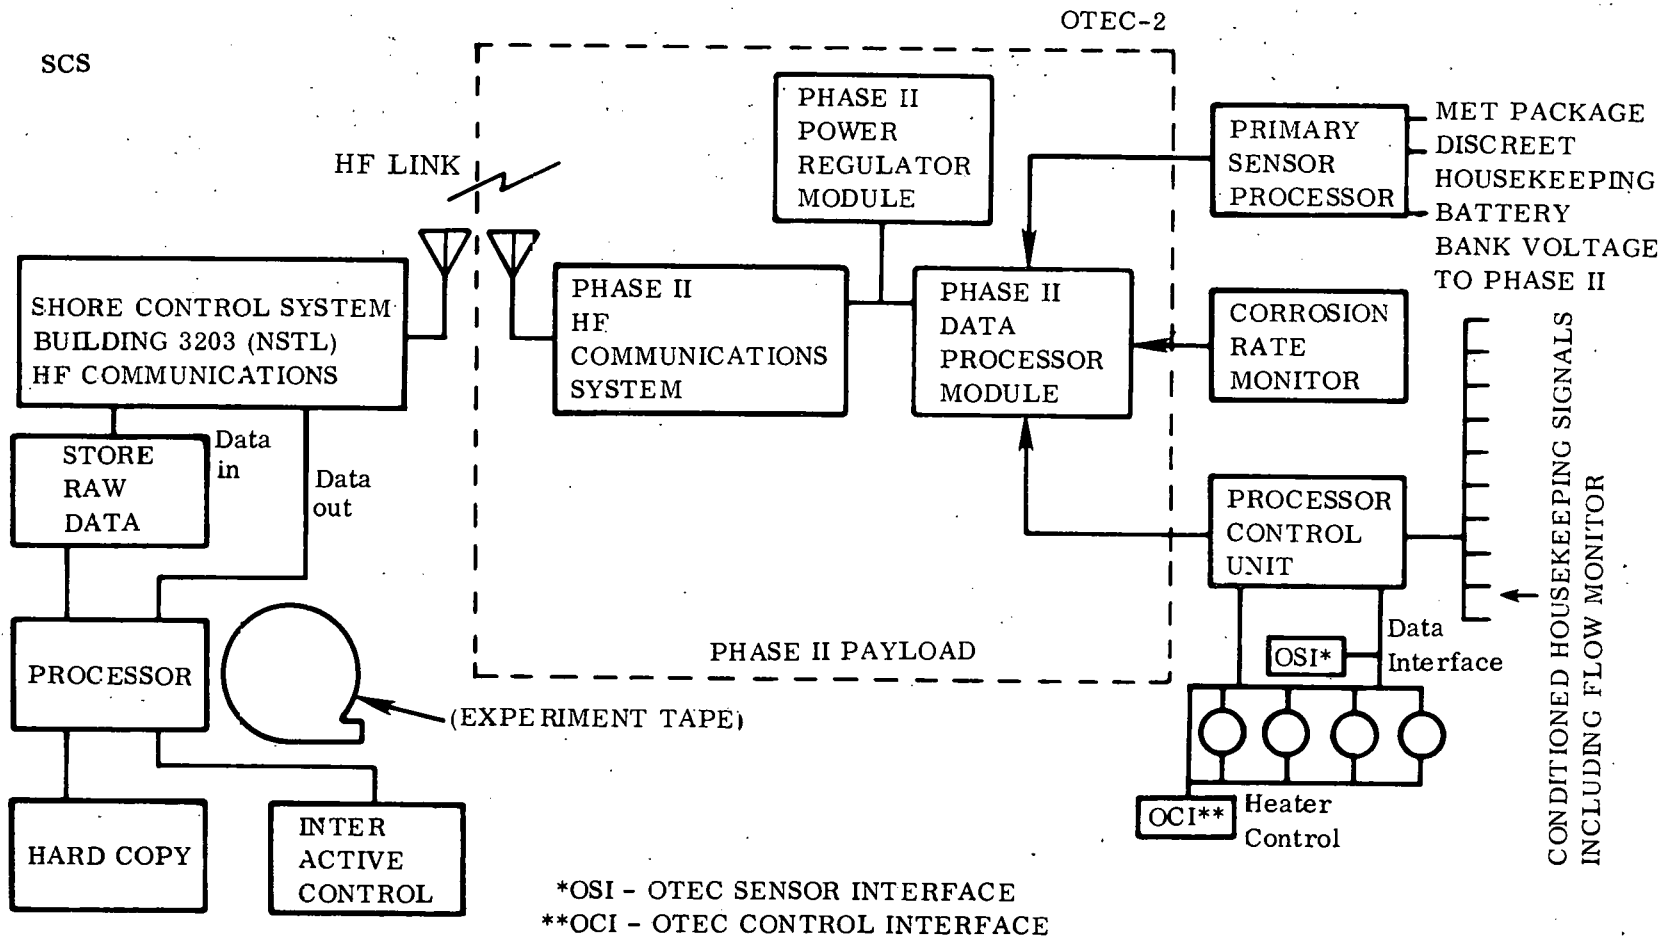 OTEC-2
SCS
PHASE II
POWER
REGULATOR
MODULE
PRIMARY
SENSOR
PROCESSOR
MET PACKAGE
DISCREET
HOUSEKEEPING
BATTERY
BANK VOLTAGE
TO PHASE II
HF LINK
SHORE CONTROL SYSTEM
BUILDING 3203 (NSTL)
HF COMMUNICATIONS
PHASE II
HF
COMMUNICATIONS
SYSTEM
PHASE II
DATA
PROCESSOR
MODULE
CORROSION
RATE
MONITOR
STORE
RAW
DATA
Data
in
Data
out
PROCESSOR
CONTROL
UNIT
CONDITIONED HOUSEKEEPING SIGNALS
INCLUDING FLOW MONITOR
PROCESSOR
(EXPERIMENT TAPE)
PHASE II PAYLOAD
OSI*
Data
Interface
OCI**
Heater
Control
HARD COPY
INTER
ACTIVE
CONTROL
*OSI - OTEC SENSOR INTERFACE
**OCI - OTEC CONTROL INTERFACE